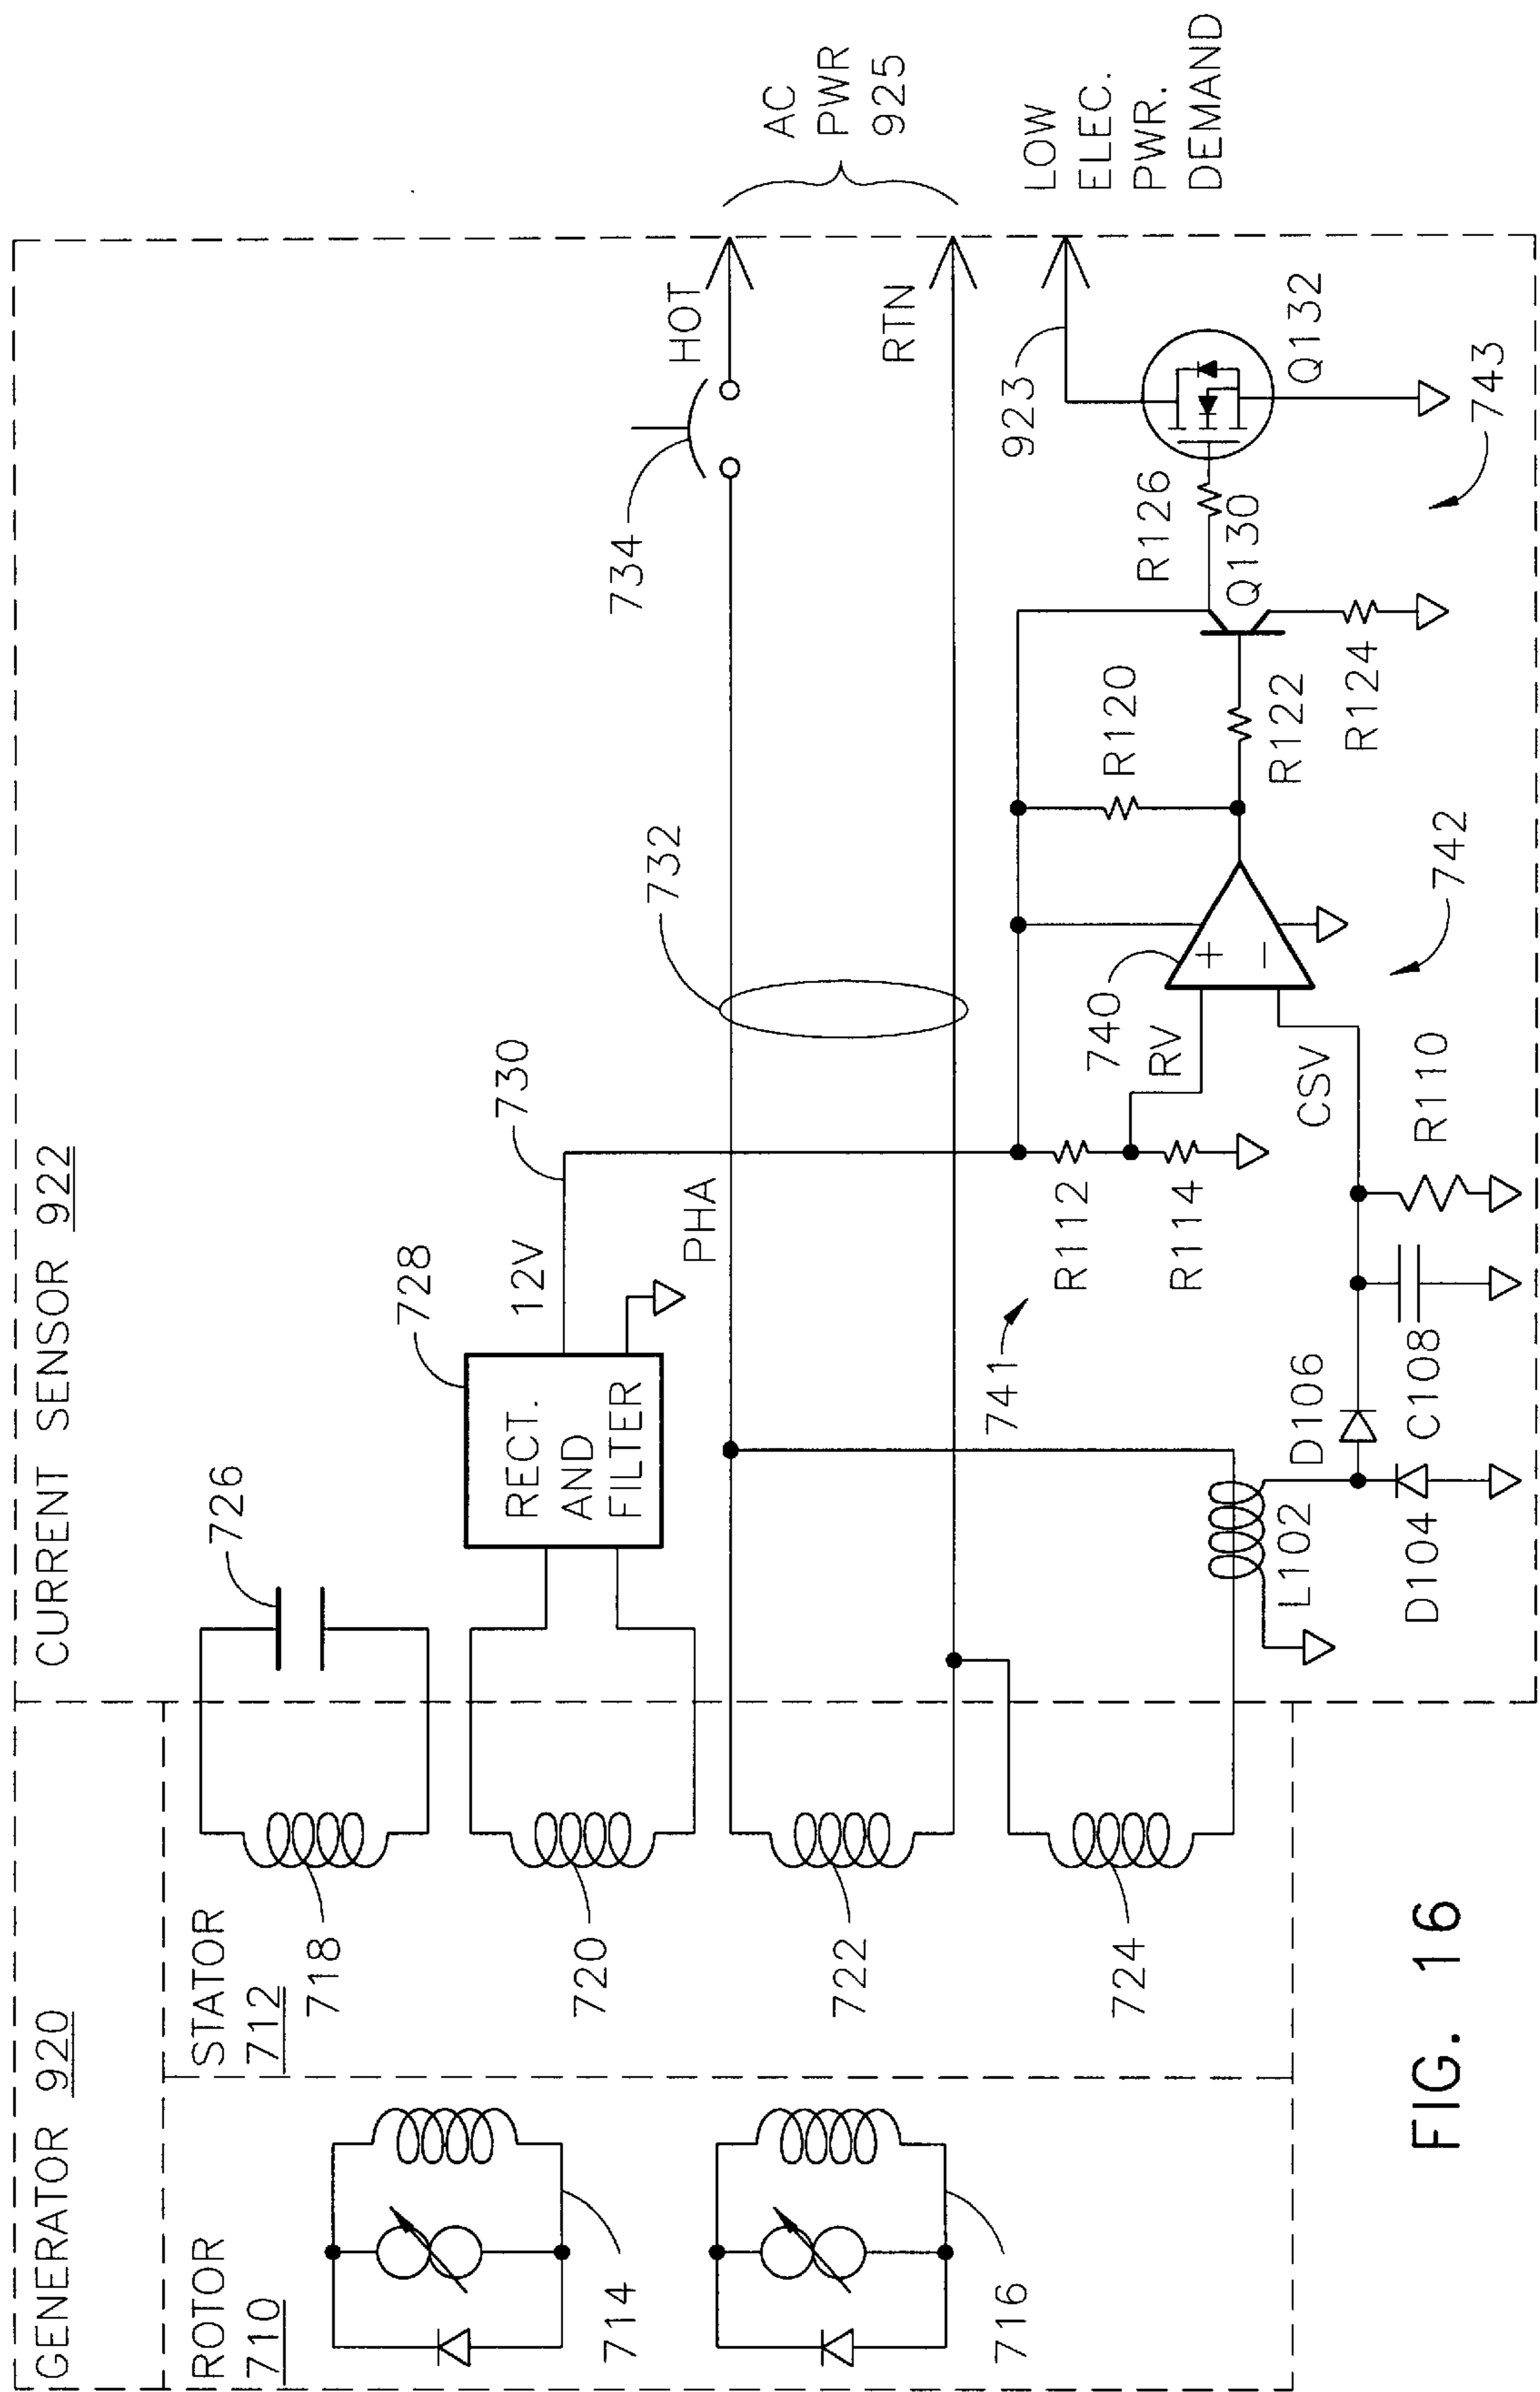 GENERATOR 920
CURRENT SENSOR 922
ROTOR
710
STATOR
712
714
716
718
720
722
724
726
728
RECT.
AND
FILTER
12V
730
PHA
732
734
HOT
RTN
AC
PWR
925
LOW
ELEC.
PWR.
DEMAND
923
741
R112
R114
740
RV
CSV
+
−
R120
R122
R124
Q130
R126
Q132
743
742
L102
D104
D106
C108
R110
FIG. 16